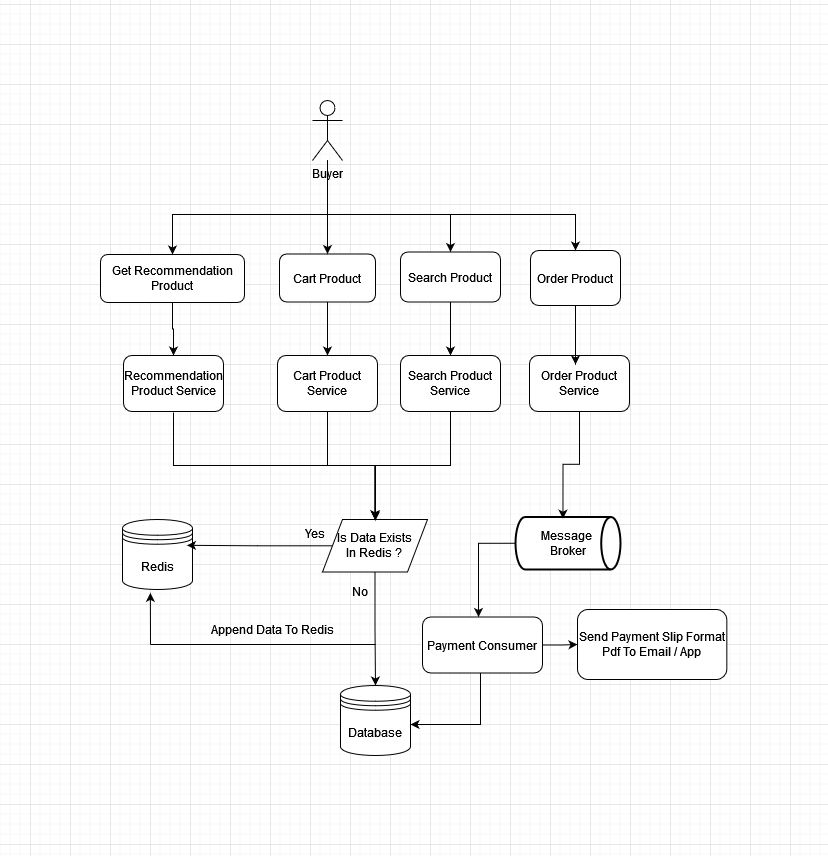 Buyer
Get Recommendation
Product
Cart Product
Search Product
Order Product
Recommendation
Product Service
Cart Product
Service
Search Product
Service
Order Product
Service
Yes
Is Data Exists
In Redis ?
Message
Broker
Redis
No
Append Data To Redis
Payment Consumer
Send Payment Slip Format
Pdf To Email / App
Database